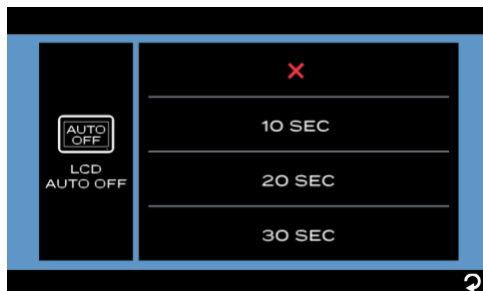 AUTO
OFF
LCD
AUTO OFF
10 SEC
20 SEC
30 SEC